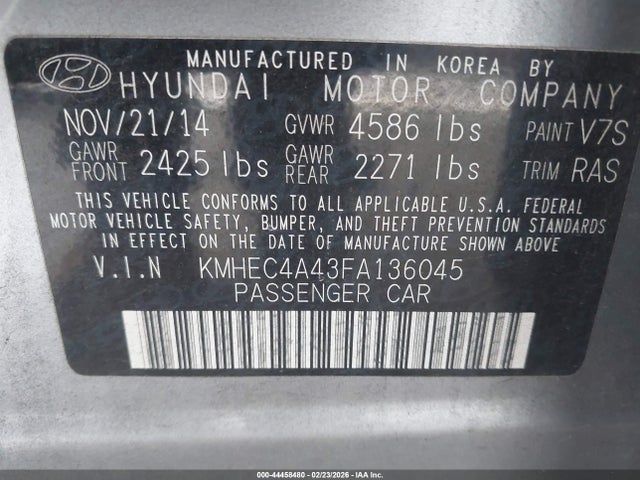 MANUFACTURED IN KOREA BY
HYUNDAI MOTOR COMPANY
NOV/21/14 GVWR 4586 lbs PAINT V7S
GAWR FRONT 2425 lbs GAWR REAR 2271 lbs TRIM RAS
THIS VEHICLE CONFORMS TO ALL APPLICABLE U.S.A. FEDERAL
MOTOR VEHICLE SAFETY, BUMPER, AND THEFT PREVENTION STANDARDS
IN EFFECT ON THE DATE OF MANUFACTURE SHOWN ABOVE
V.I.N KMHEC4A43FA136045
PASSENGER CAR
000-44458480 - 02/23/2026 - IAA Inc.